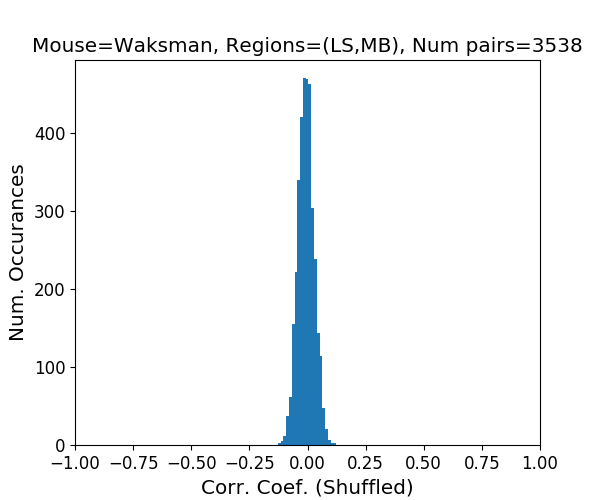 Mouse=Waksman, Regions=(LS,MB), Num pairs=3538
Num. Occurances
400
300
200
100
0
−1.00 −0.75 −0.50 −0.25 0.00 0.25 0.50 0.75 1.00
Corr. Coef. (Shuffled)